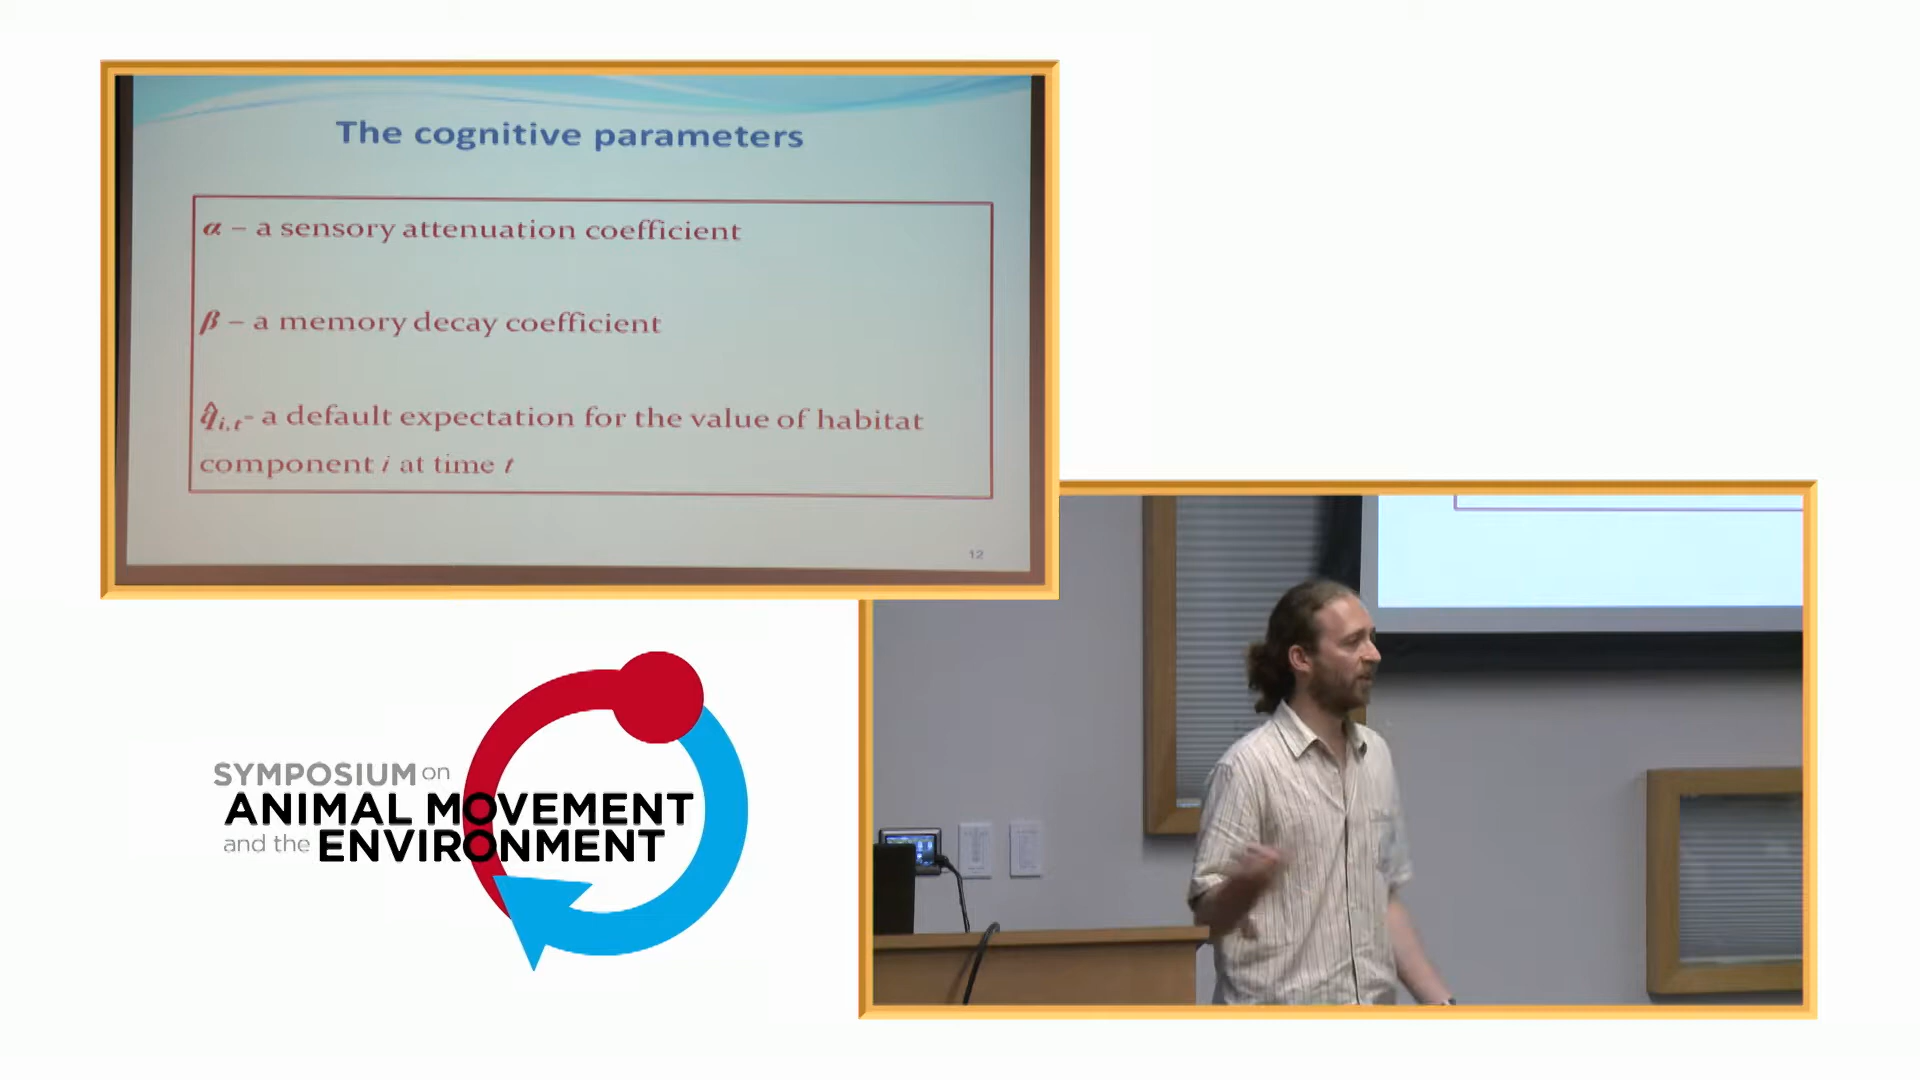 The cognitive parameters
α – a sensory attenuation coefficient
β – a memory decay coefficient
q̂i,t- a default expectation for the value of habitat
component i at time t
12
SYMPOSIUM on
ANIMAL MOVEMENT
and the ENVIRONMENT